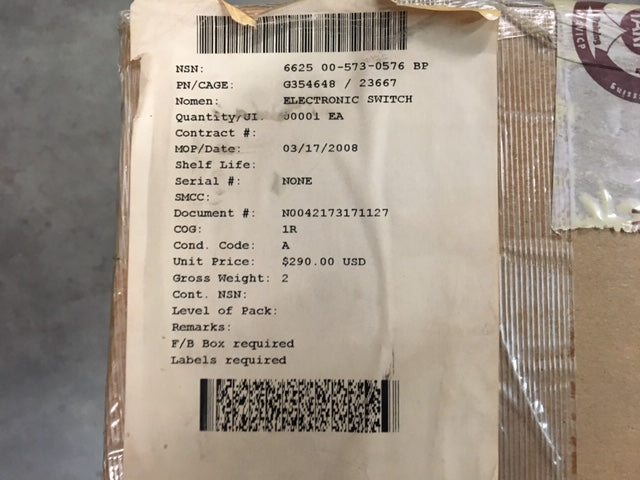 NSN: 6625 00-573-0576 BP
PN/CAGE: G354648 / 23667
Nomen: ELECTRONIC SWITCH
Quantity/UI: 00001 EA
Contract #:
MOP/Date: 03/17/2008
Shelf Life:
Serial #: NONE
SMCC:
Document #: N0042173171127
COG: 1R
Cond. Code: A
Unit Price: $290.00 USD
Gross Weight: 2
Cont. NSN:
Level of Pack:
Remarks:
F/B Box required
Labels required